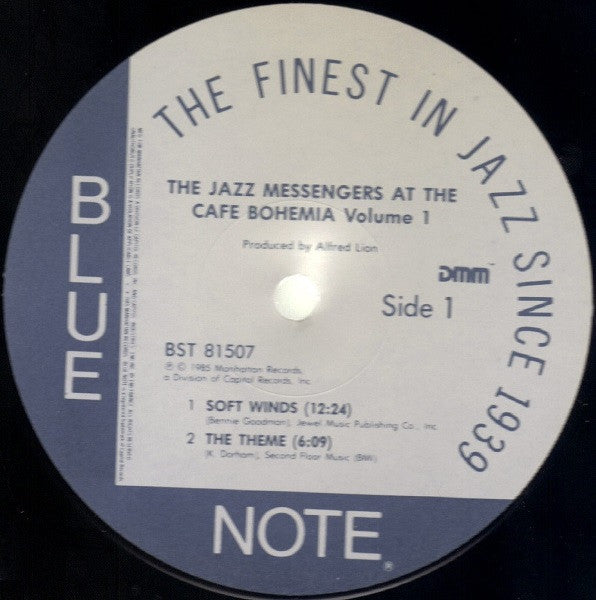 THE FINEST IN JAZZ SINCE 1939
BLUE
THE JAZZ MESSENGERS AT THE
CAFE BOHEMIA Volume 1
Produced by Alfred Lion
DMM™
Side 1
BST 81507
℗ © 1985 Manhattan Records,
a Division of Capitol Records, Inc.
1 SOFT WINDS (12:24)
(Bennie Goodman), Jewel Music Publishing Co., Inc.
2 THE THEME (6:09)
(K. Dorham), Second Floor Music (BMI)
NOTE®